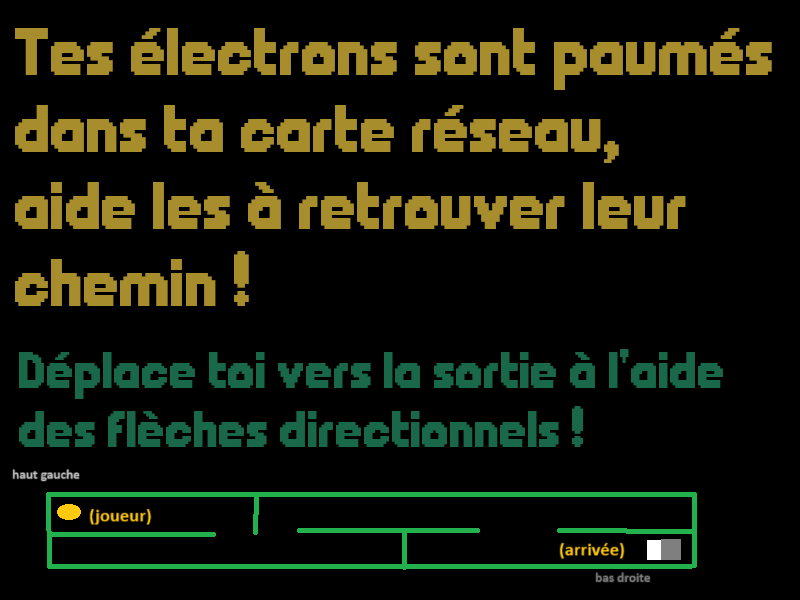 Tes électrons sont paumés
dans ta carte réseau,
aide les à retrouver leur
chemin !
Déplace toi vers la sortie à l'aide
des flèches directionnels !
haut gauche
(joueur)
(arrivée)
bas droite